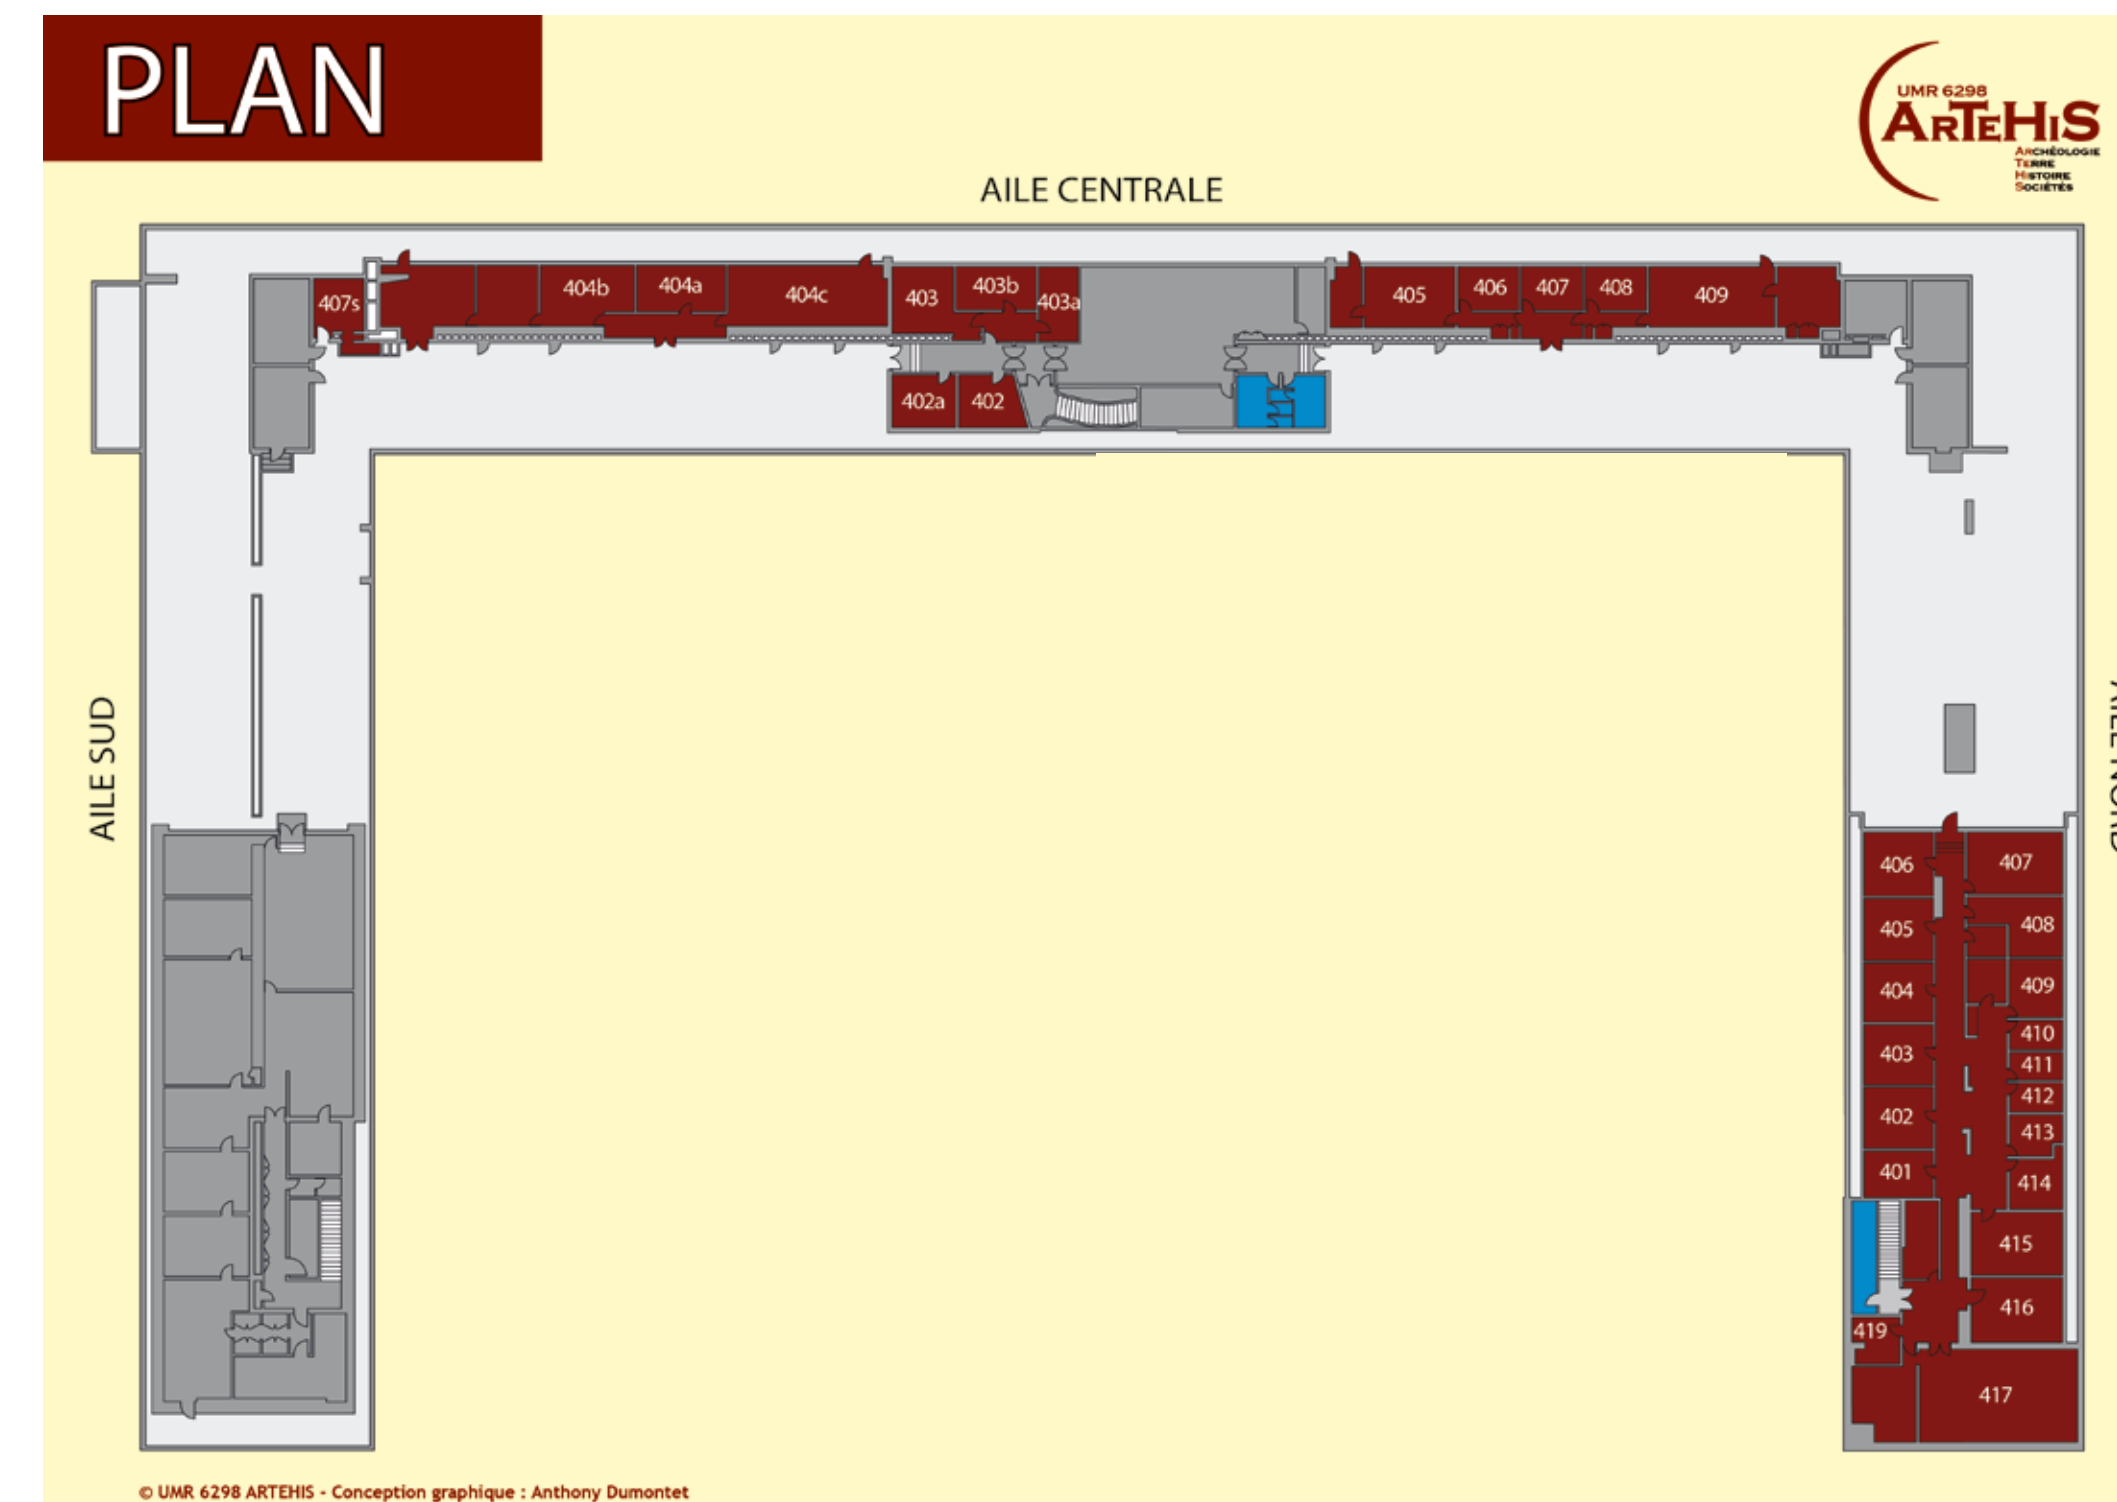 PLAN
UMR 6298
ARTEHIS
ARCHÉOLOGIE
TERRE
HISTOIRE
SOCIÉTÉS
AILE CENTRALE
407s
404b
404a
404c
403
403b
403a
405
406
407
408
409
402a
402
AILE SUD
AILE NORD
406
407
405
408
404
409
403
410
411
402
412
413
401
414
415
416
419
417
© UMR 6298 ARTEHIS - Conception graphique : Anthony Dumontet